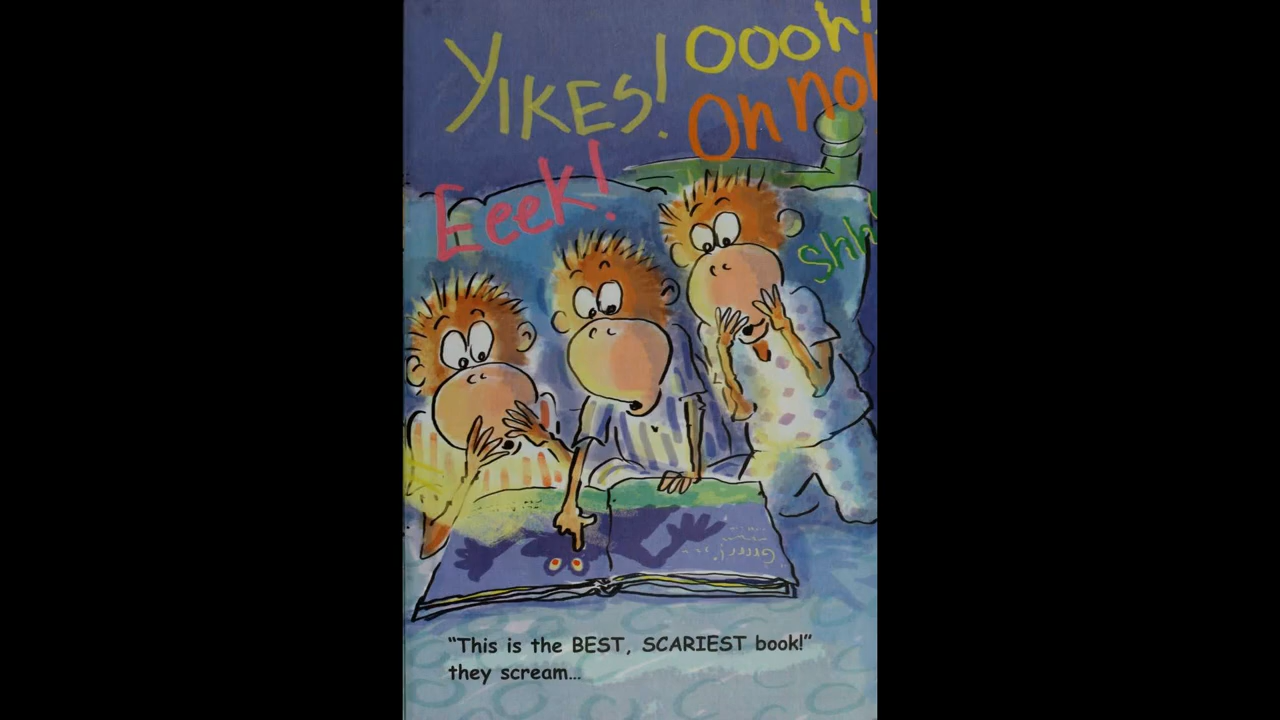 YIKES!
Oooh!
Oh no!
Eeek!
Shh
"This is the BEST, SCARIEST book!"
they scream...